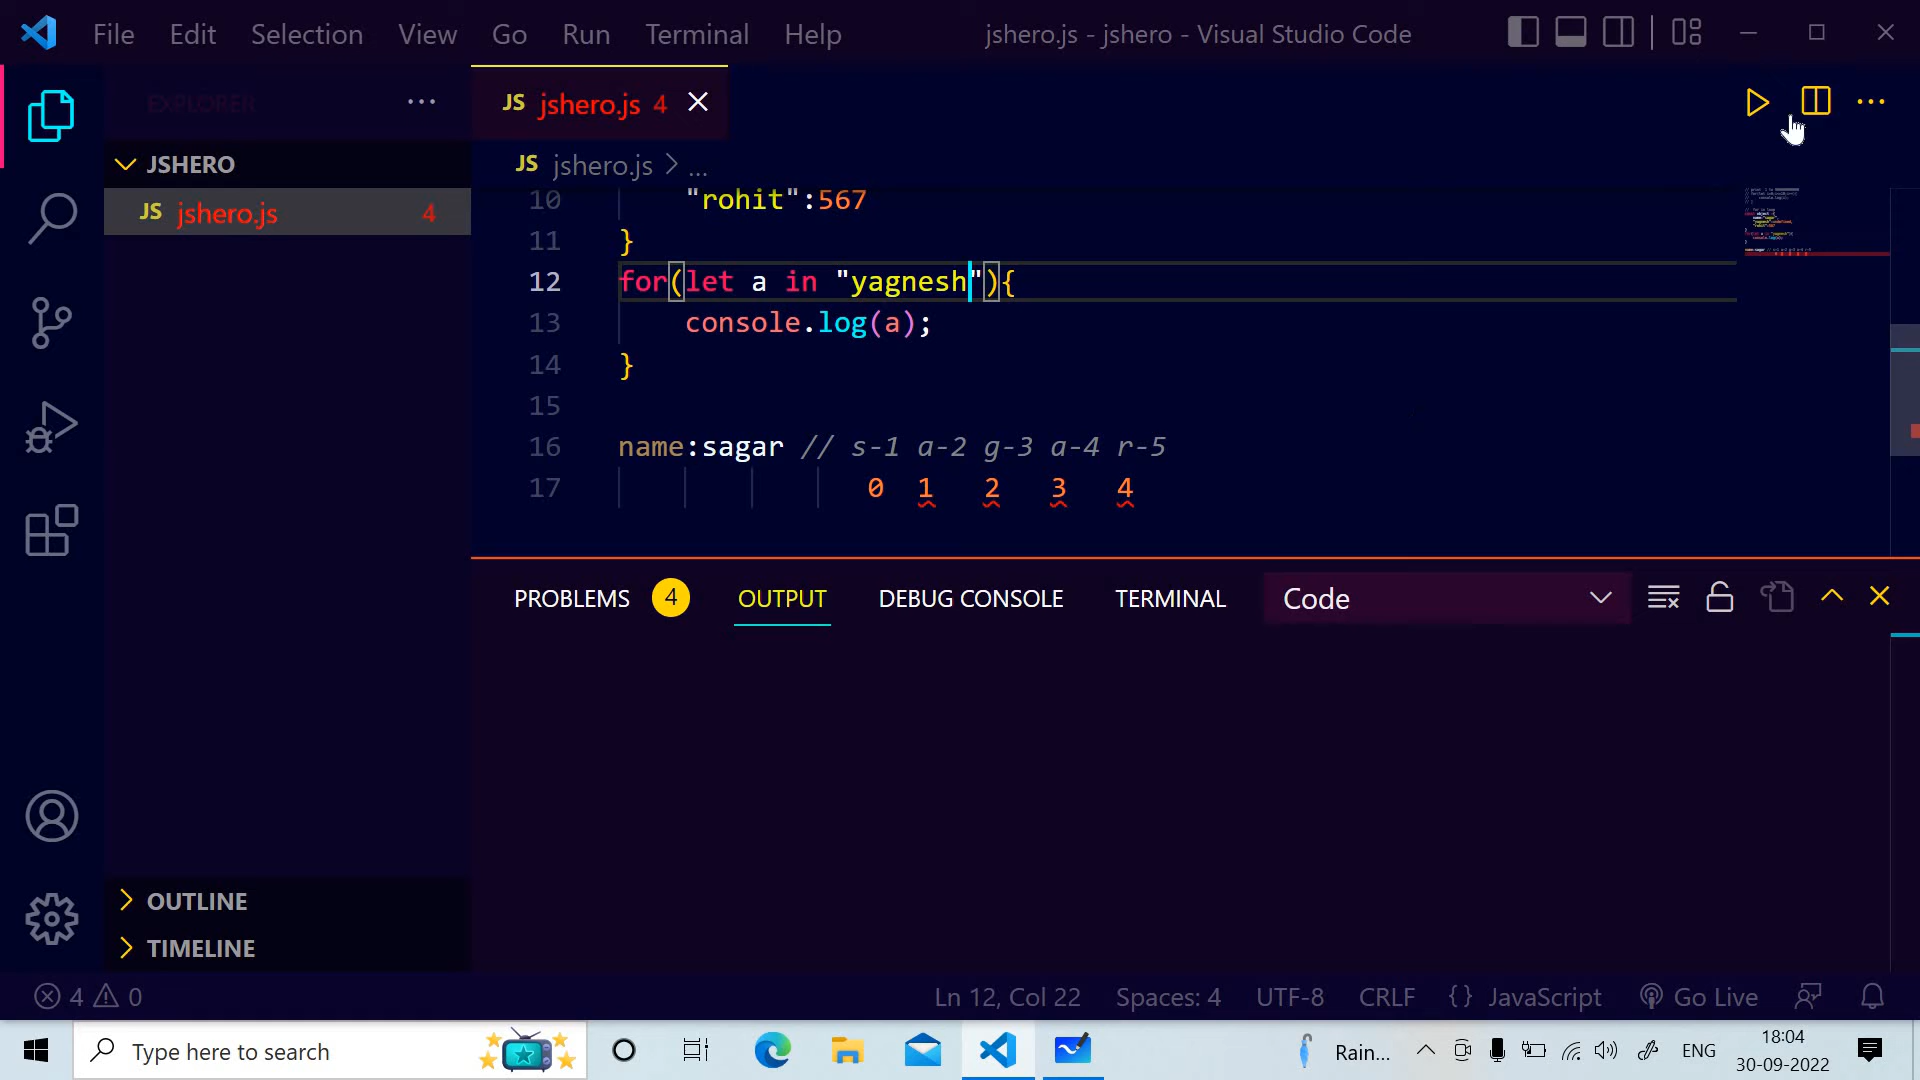 File Edit Selection View Go Run Terminal Help jshero.js - jshero - Visual Studio Code
EXPLORER ...
JS jshero.js 4
JSHERO
JS jshero.js > ...
JS jshero.js 4
10 "rohit":567
11 }
12 for(let a in "yagnesh"){
13 console.log(a);
14 }
15
16 name:sagar // s-1 a-2 g-3 a-4 r-5
17 0 1 2 3 4
PROBLEMS 4 OUTPUT DEBUG CONSOLE TERMINAL Code
OUTLINE
TIMELINE
4 0 Ln 12, Col 22 Spaces: 4 UTF-8 CRLF {} JavaScript Go Live
Type here to search Rain... ENG 18:04
30-09-2022